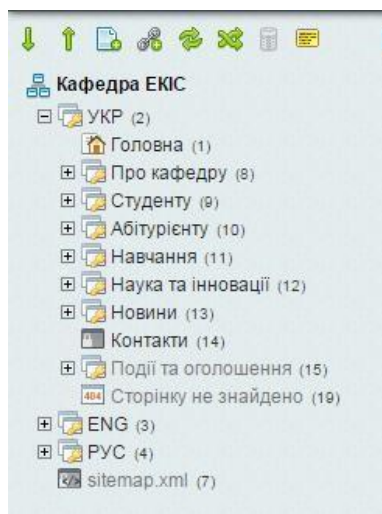 Кафедра ЕКІС
УКР (2)
Головна (1)
Про кафедру (8)
Студенту (9)
Абітурієнту (10)
Навчання (11)
Наука та інновації (12)
Новини (13)
Контакти (14)
Події та оголошення (15)
404 Сторінку не знайдено (19)
ENG (3)
РУС (4)
sitemap.xml (7)